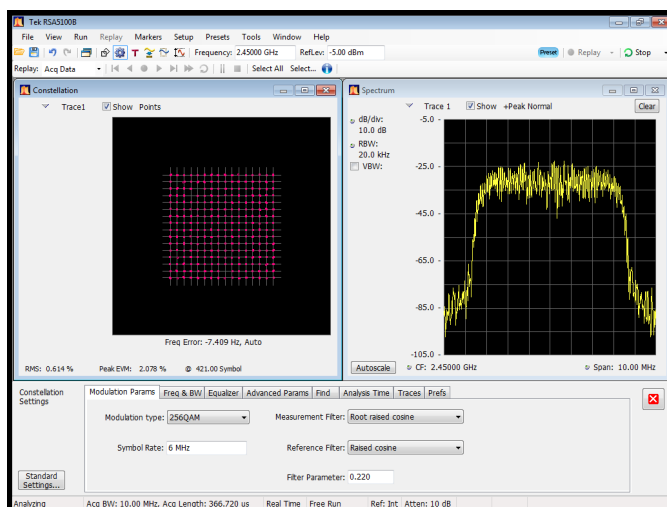 Tek RSA5100B
File View Run Replay Markers Setup Presets Tools Window Help
T Frequency: 2.45000 GHz RefLev: -5.00 dBm Preset Replay Stop
Replay: Acq Data Select All Select...
Constellation
Trace1 Show Points
Freq Error: -7.409 Hz, Auto
RMS: 0.614 % Peak EVM: 2.078 % @ 421.00 Symbol
Spectrum
Trace 1 Show +Peak Normal Clear
dB/div:
10.0 dB
RBW:
20.0 kHz
VBW:
-5.0
-25.0
-45.0
-65.0
-85.0
-105.0
Autoscale CF: 2.45000 GHz Span: 10.00 MHz
Constellation
Settings
Modulation Params Freq & BW Equalizer Advanced Params Find Analysis Time Traces Prefs
Modulation type: 256QAM Measurement Filter: Root raised cosine
Symbol Rate: 6 MHz Reference Filter: Raised cosine
Filter Parameter: 0.220
Standard
Settings...
Analyzing Acq BW: 10.00 MHz, Acq Length: 366.720 us Real Time Free Run Ref: Int Atten: 10 dB